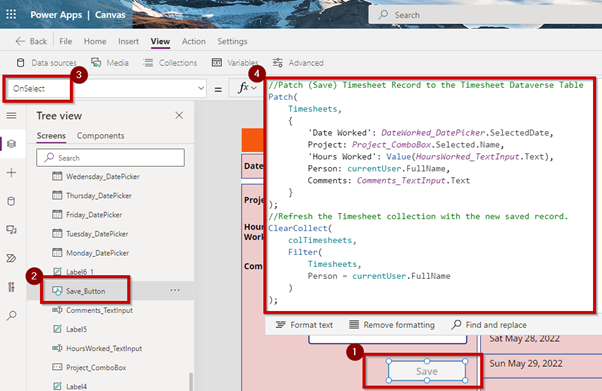 Power Apps | Canvas
Search
Back
File
Home
Insert
View
Action
Settings
Data sources
Media
Collections
Variables
Advanced
3
4
OnSelect
=
fx
//Patch (Save) Timesheet Record to the Timesheet Dataverse Table
Patch(
Timesheets,
{
'Date Worked': DateWorked_DatePicker.SelectedDate,
Project: Project_ComboBox.Selected.Name,
'Hours Worked': Value(HoursWorked_TextInput.Text),
Person: currentUser.FullName,
Comments: Comments_TextInput.Text
}
);
//Refresh the Timesheet collection with the new saved record.
ClearCollect(
colTimesheets,
Filter(
Timesheets,
Person = currentUser.FullName
)
);
Tree view
Screens
Components
Search
Wednesday_DatePicker
Thursday_DatePicker
Friday_DatePicker
Tuesday_DatePicker
Monday_DatePicker
Label6_1
2
Save_Button
...
Comments_TextInput
Label5
HoursWorked_TextInput
Project_ComboBox
Label4
Date
Proje
Hours
Work
Com
Format text
Remove formatting
Find and replace
1
Save
Sat May 28, 2022
Sun May 29, 2022